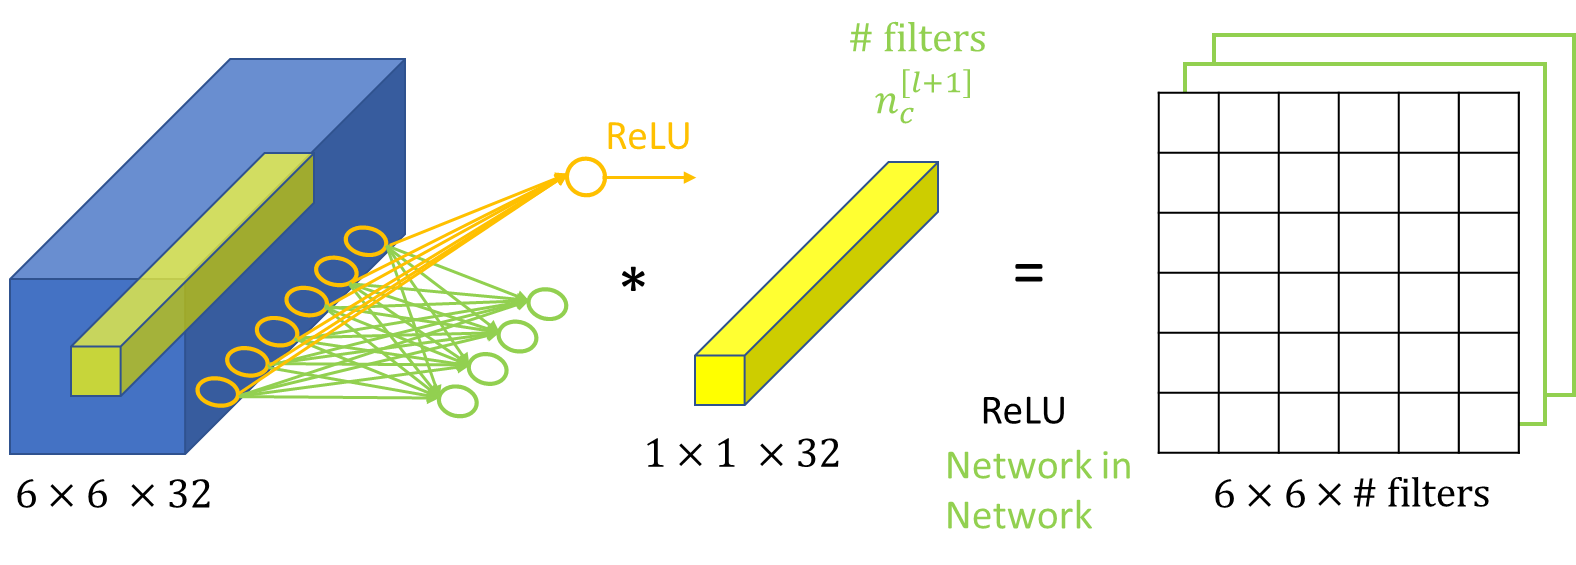 # filters
n_c^{[l+1]}
ReLU
*
=
ReLU
1 × 1 × 32
Network in
Network
6 × 6 × 32
6 × 6 × # filters